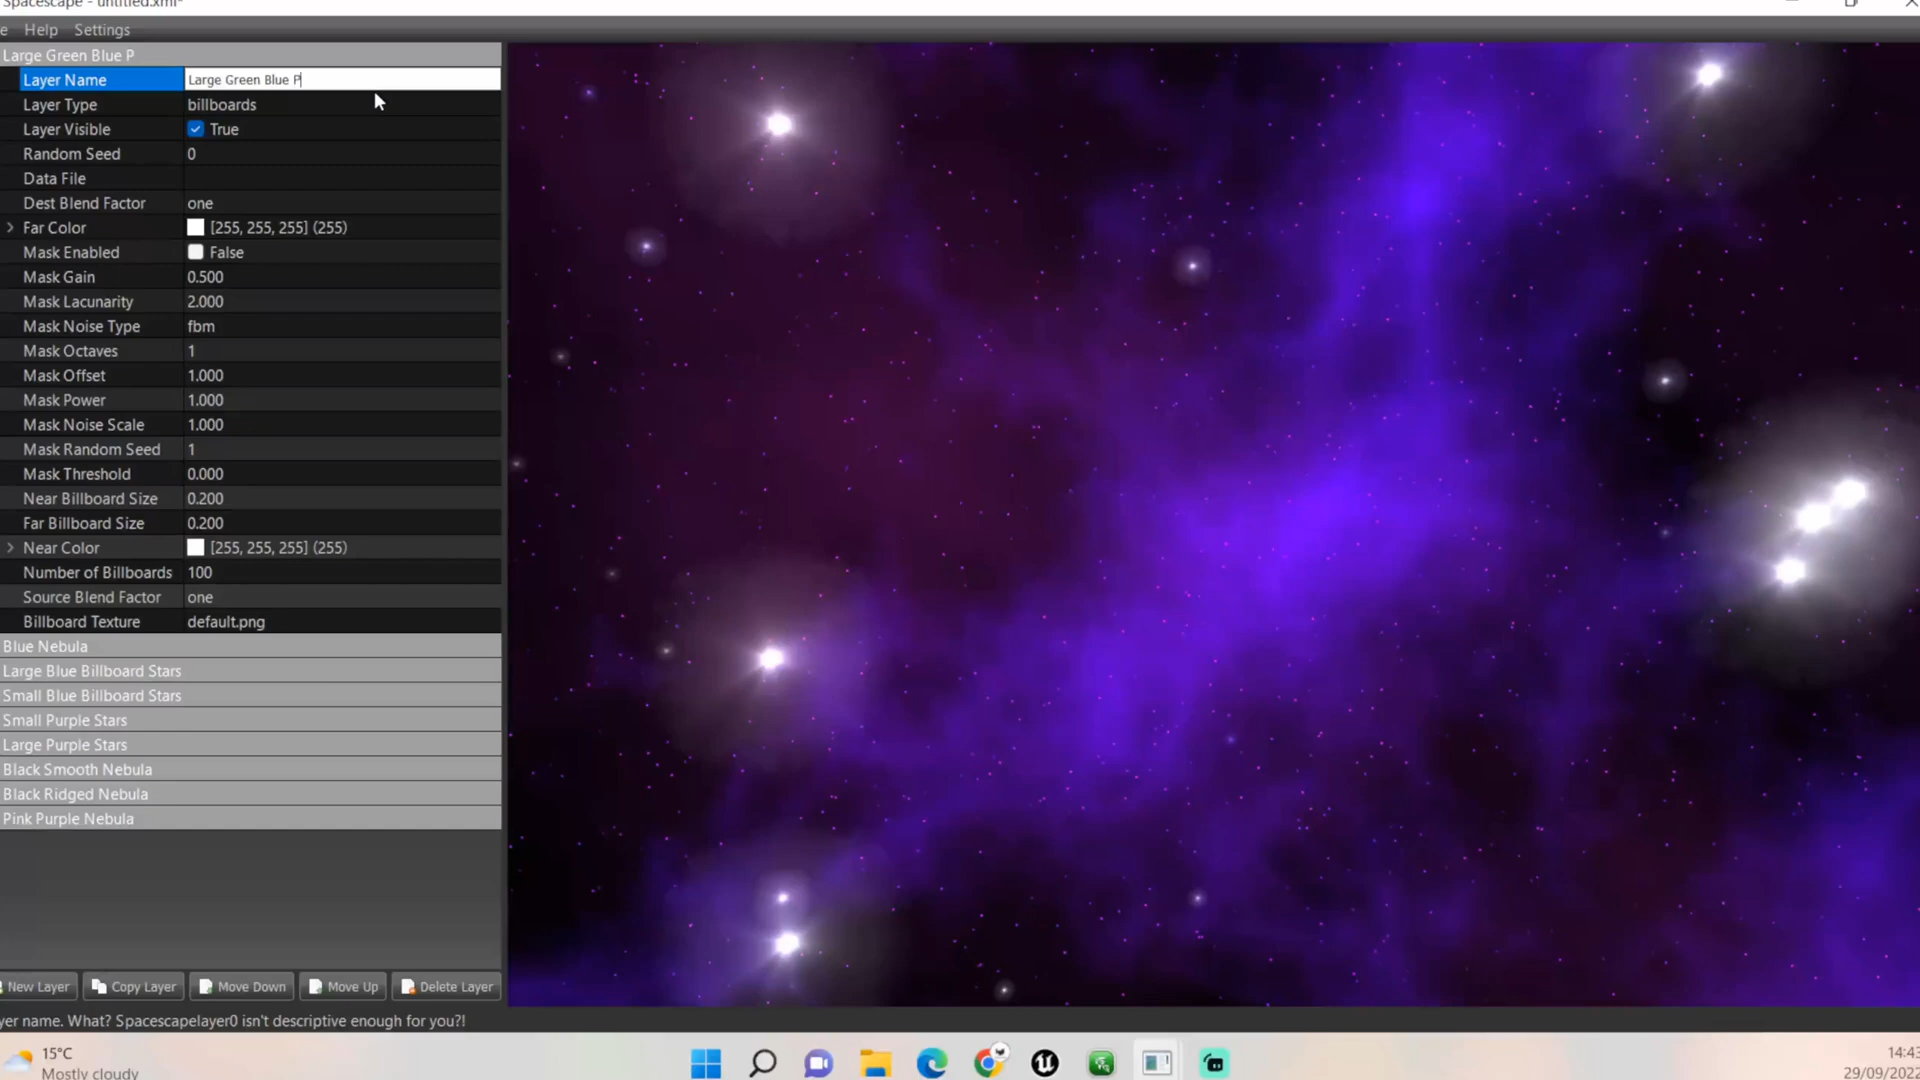 Spacescape - untitled.xml*
e Help Settings
Large Green Blue P
Layer Name Large Green Blue P
Layer Type billboards
Layer Visible True
Random Seed 0
Data File
Dest Blend Factor one
Far Color [255, 255, 255] (255)
Mask Enabled False
Mask Gain 0.500
Mask Lacunarity 2.000
Mask Noise Type fbm
Mask Octaves 1
Mask Offset 1.000
Mask Power 1.000
Mask Noise Scale 1.000
Mask Random Seed 1
Mask Threshold 0.000
Near Billboard Size 0.200
Far Billboard Size 0.200
Near Color [255, 255, 255] (255)
Number of Billboards 100
Source Blend Factor one
Billboard Texture default.png
Blue Nebula
Large Blue Billboard Stars
Small Blue Billboard Stars
Small Purple Stars
Large Purple Stars
Black Smooth Nebula
Black Ridged Nebula
Pink Purple Nebula
New Layer Copy Layer Move Down Move Up Delete Layer
yer name. What? Spacescapelayer0 isn't descriptive enough for you?!
15°C
Mostly cloudy
14:43
29/09/2022